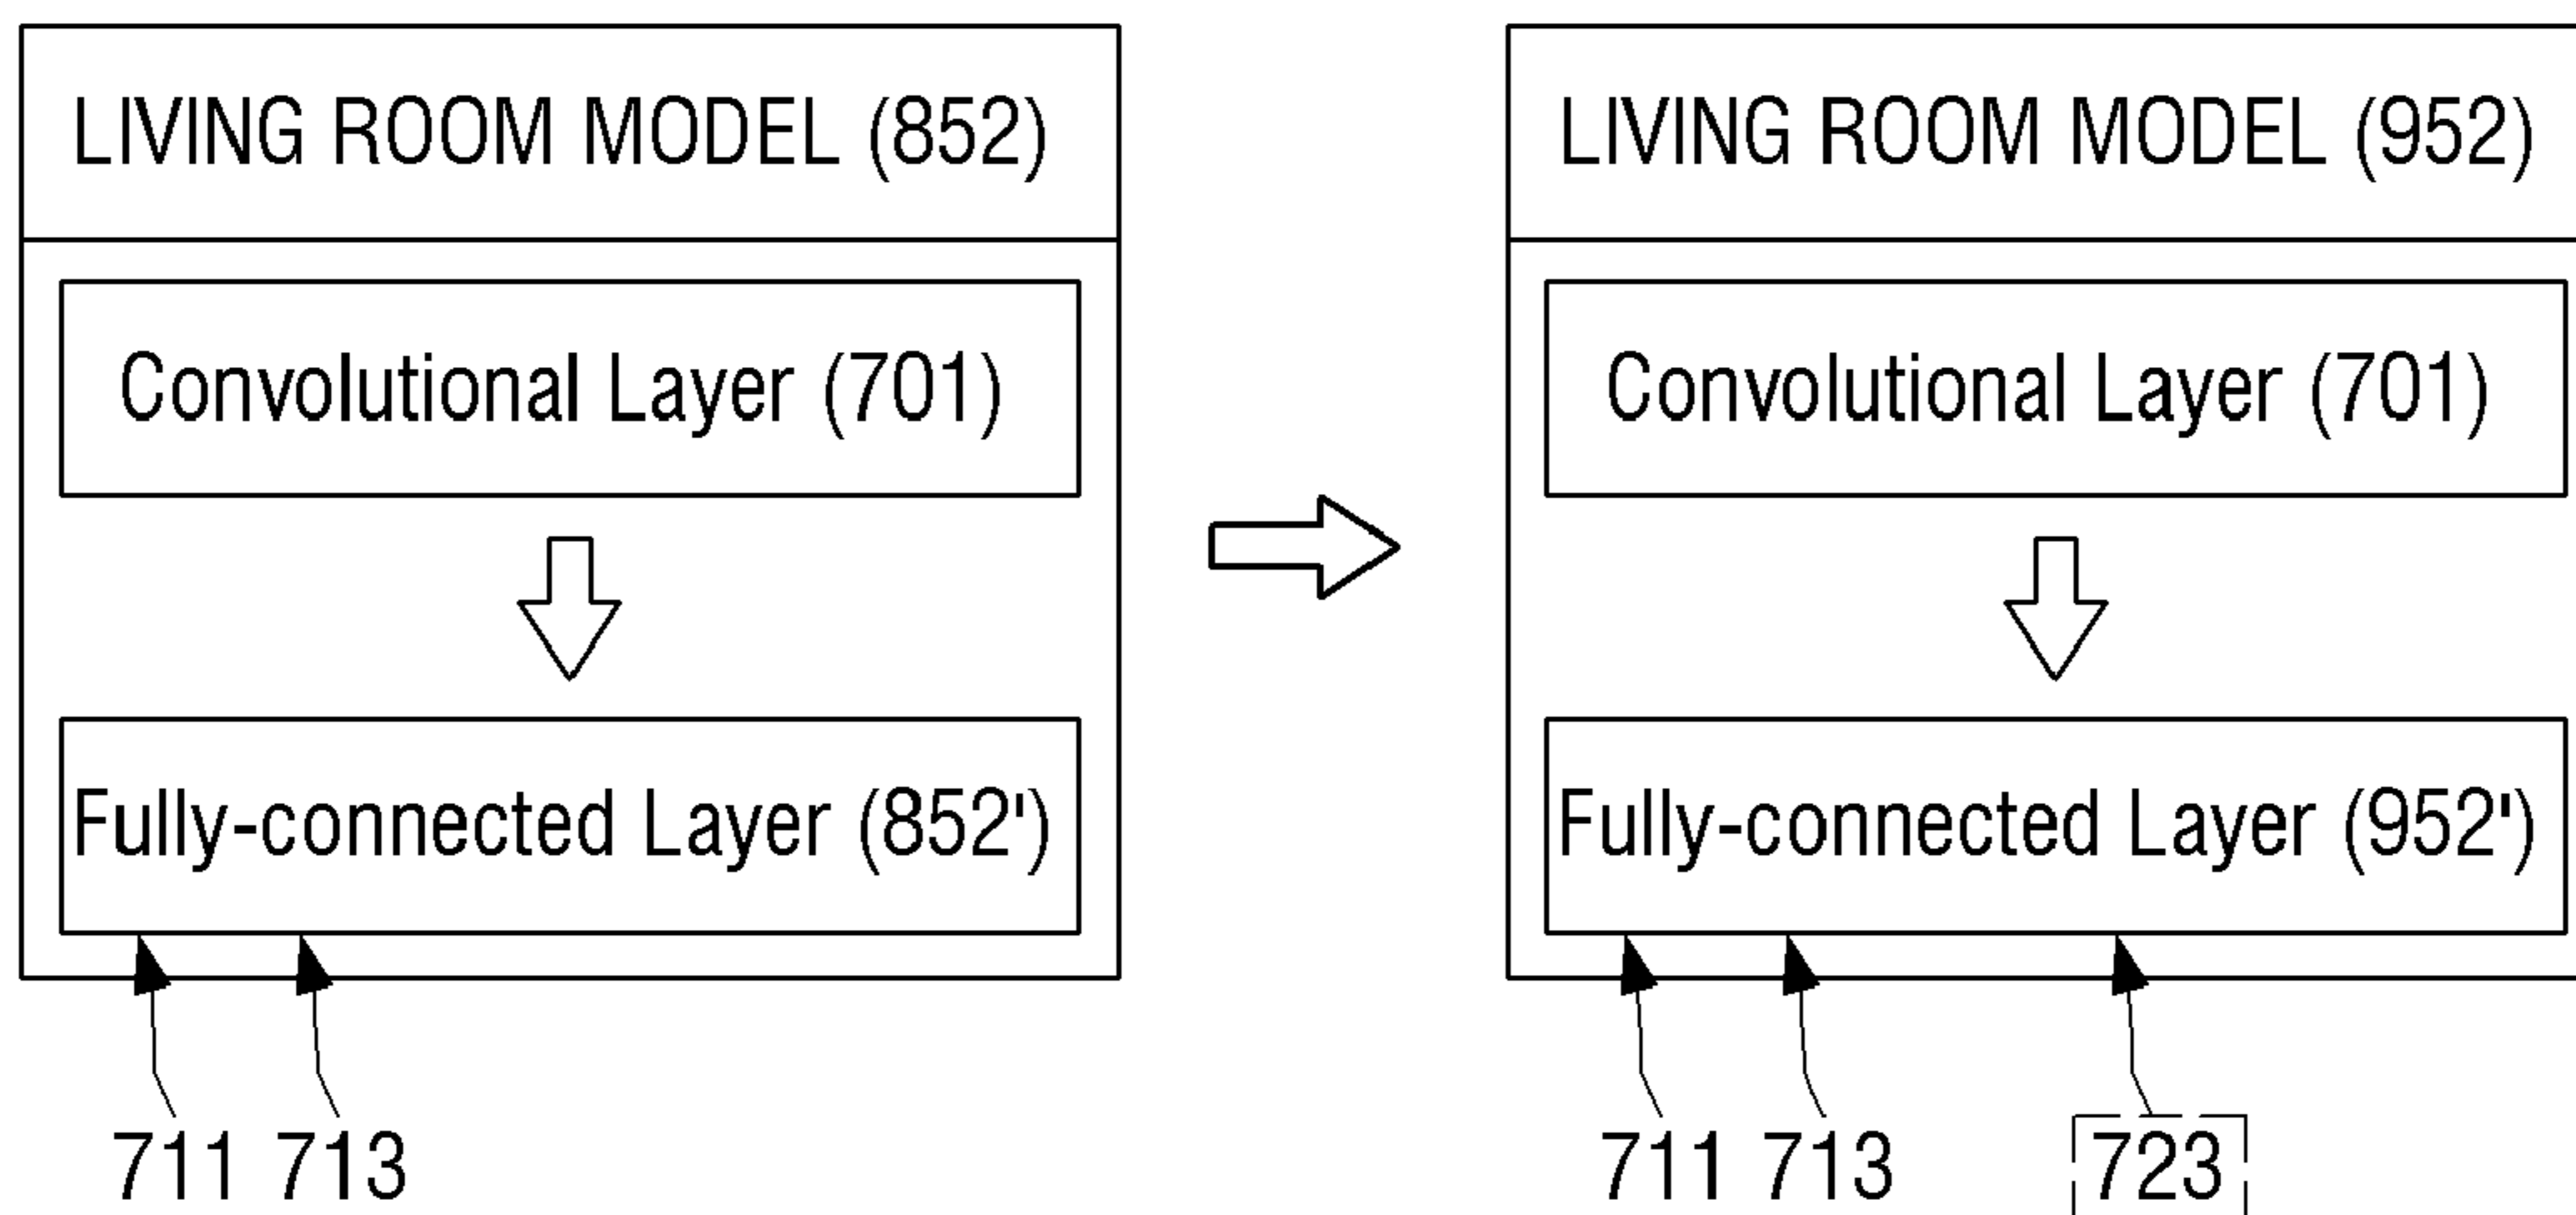 LIVING ROOM MODEL (852)
Convolutional Layer (701)
Fully-connected Layer (852')
711 713
LIVING ROOM MODEL (952)
Convolutional Layer (701)
Fully-connected Layer (952')
711 713 723